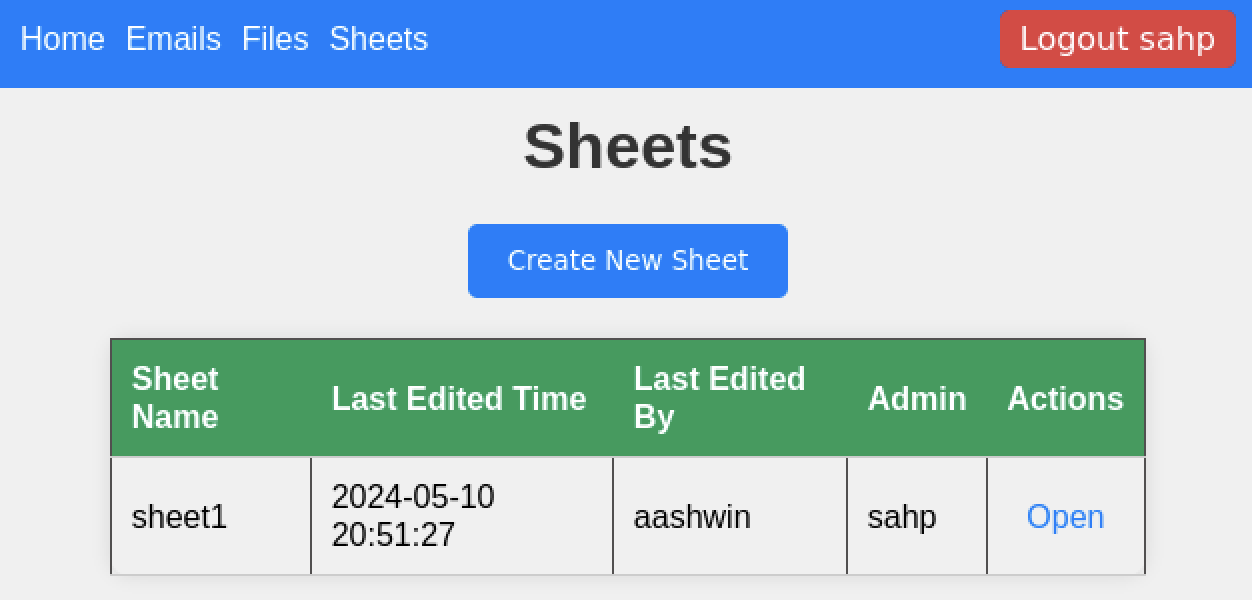 Home Emails Files Sheets Logout sahp
Sheets
Create New Sheet
Sheet Name Last Edited Time Last Edited By Admin Actions
sheet1 2024-05-10 20:51:27 aashwin sahp Open